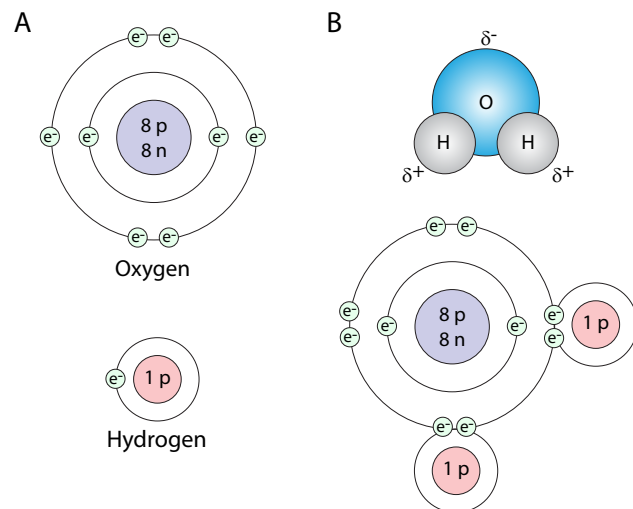 A
e-
e-
e-
e-
8 p
8 n
e-
e-
e-
e-
Oxygen
e-
1 p
Hydrogen
B
δ-
O
H
H
δ+
δ+
e-
e-
e-
e-
e-
8 p
8 n
e-
e-
e-
1 p
e-
e-
1 p